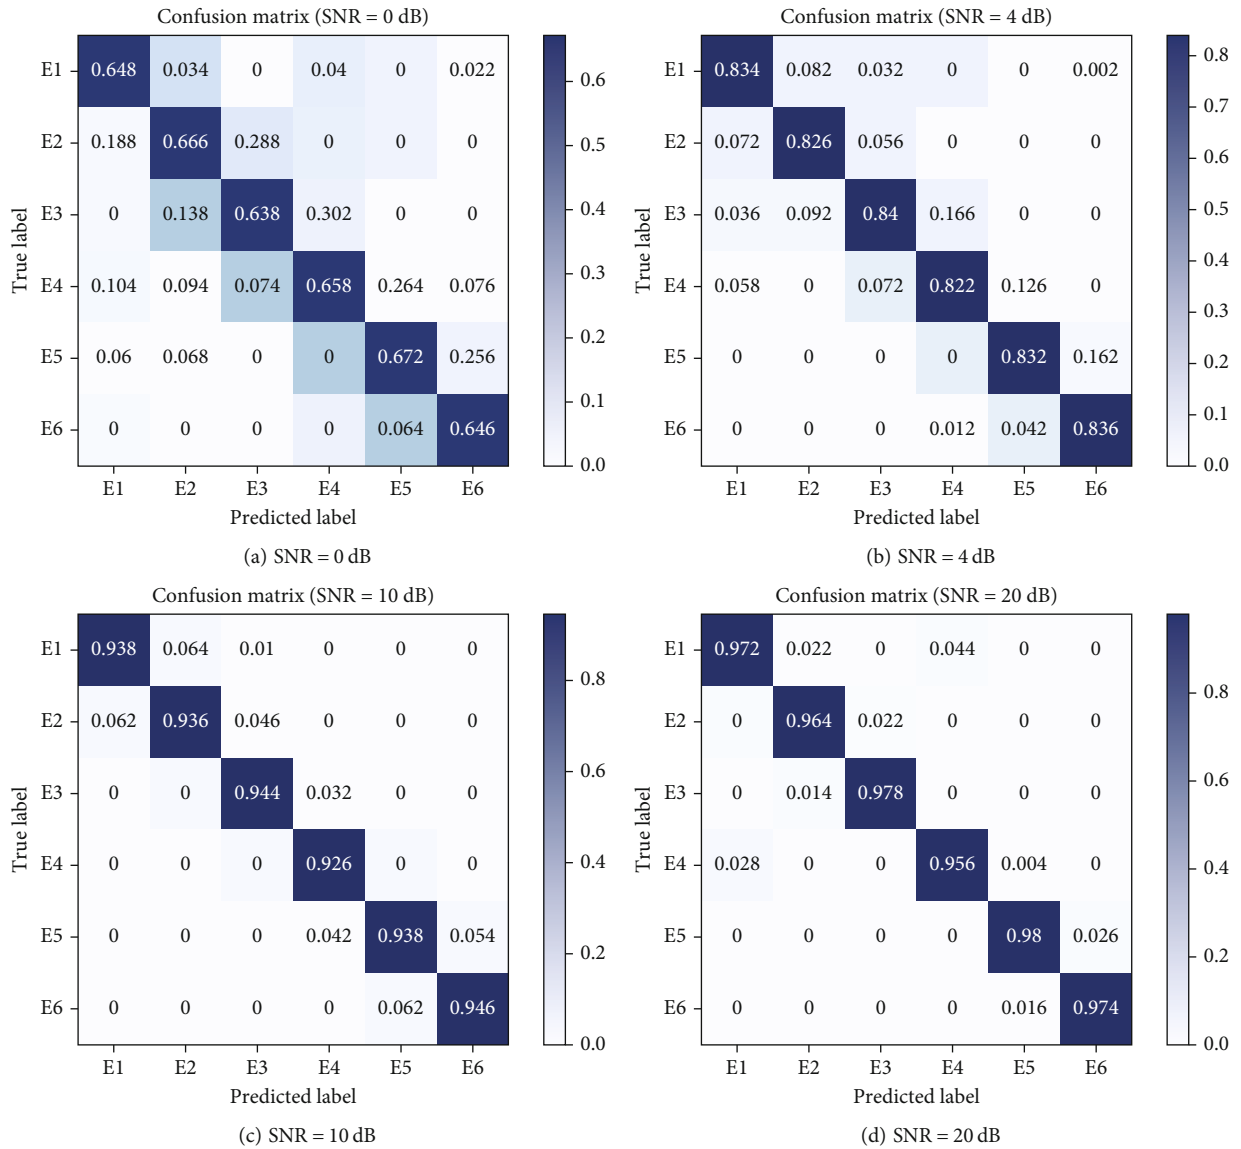 Confusion matrix (SNR = 0 dB)
E1 0.648 0.034 0 0.04 0 0.022
E2 0.188 0.666 0.288 0 0 0
E3 0 0.138 0.638 0.302 0 0
E4 0.104 0.094 0.074 0.658 0.264 0.076
E5 0.06 0.068 0 0 0.672 0.256
E6 0 0 0 0 0.064 0.646
E1 E2 E3 E4 E5 E6
True label
Predicted label
0.6
0.5
0.4
0.3
0.2
0.1
0.0
(a) SNR = 0 dB
Confusion matrix (SNR = 4 dB)
E1 0.834 0.082 0.032 0 0 0.002
E2 0.072 0.826 0.056 0 0 0
E3 0.036 0.092 0.84 0.166 0 0
E4 0.058 0 0.072 0.822 0.126 0
E5 0 0 0 0 0.832 0.162
E6 0 0 0 0.012 0.042 0.836
E1 E2 E3 E4 E5 E6
True label
Predicted label
0.8
0.7
0.6
0.5
0.4
0.3
0.2
0.1
0.0
(b) SNR = 4 dB
Confusion matrix (SNR = 10 dB)
E1 0.938 0.064 0.01 0 0 0
E2 0.062 0.936 0.046 0 0 0
E3 0 0 0.944 0.032 0 0
E4 0 0 0 0.926 0 0
E5 0 0 0 0.042 0.938 0.054
E6 0 0 0 0 0.062 0.946
E1 E2 E3 E4 E5 E6
True label
Predicted label
0.8
0.6
0.4
0.2
0.0
(c) SNR = 10 dB
Confusion matrix (SNR = 20 dB)
E1 0.972 0.022 0 0.044 0 0
E2 0 0.964 0.022 0 0 0
E3 0 0.014 0.978 0 0 0
E4 0.028 0 0 0.956 0.004 0
E5 0 0 0 0 0.98 0.026
E6 0 0 0 0 0.016 0.974
E1 E2 E3 E4 E5 E6
True label
Predicted label
0.8
0.6
0.4
0.2
0.0
(d) SNR = 20 dB